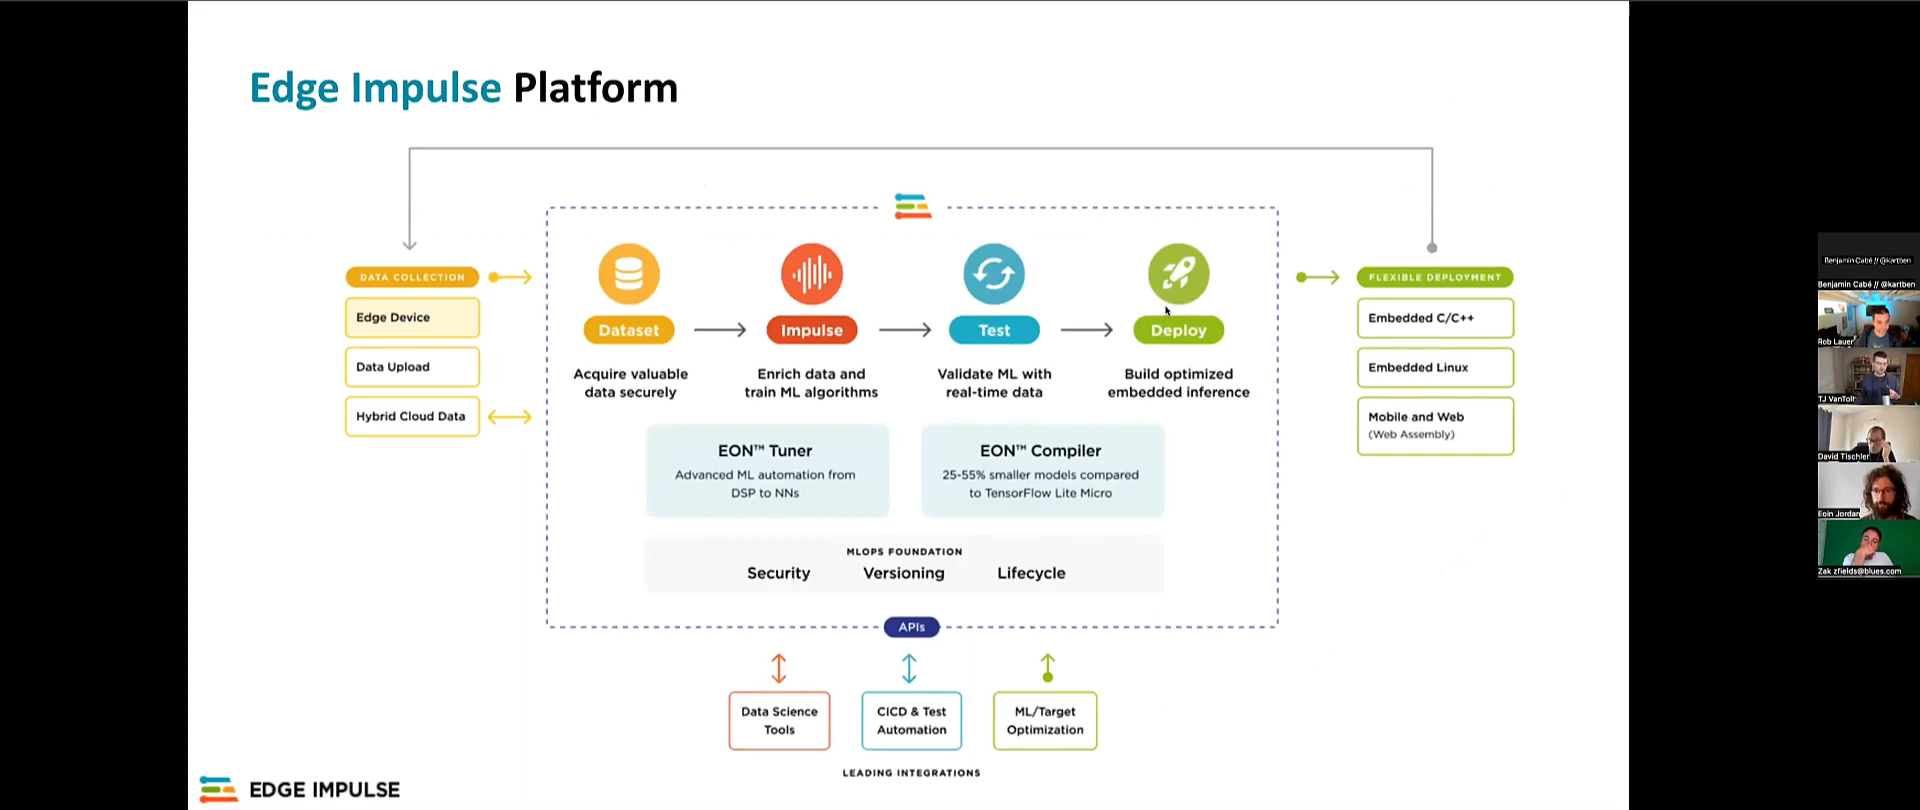 Edge Impulse Platform
DATA COLLECTION
Edge Device
Data Upload
Hybrid Cloud Data
Dataset
Acquire valuable
data securely
Impulse
Enrich data and
train ML algorithms
Test
Validate ML with
real-time data
Deploy
Build optimized
embedded inference
EON™ Tuner
Advanced ML automation from
DSP to NNs
EON™ Compiler
25-55% smaller models compared
to TensorFlow Lite Micro
MLOPS FOUNDATION
Security Versioning Lifecycle
APIs
Data Science
Tools
CICD & Test
Automation
ML/Target
Optimization
LEADING INTEGRATIONS
FLEXIBLE DEPLOYMENT
Embedded C/C++
Embedded Linux
Mobile and Web
(Web Assembly)
EDGE IMPULSE
Benjamin Cabé // @kartben
Benjamin Cabé // @kartben
Rob Lauer
TJ VanToll
David Tischler
Eoin Jordan
Zak zfields@blues.com